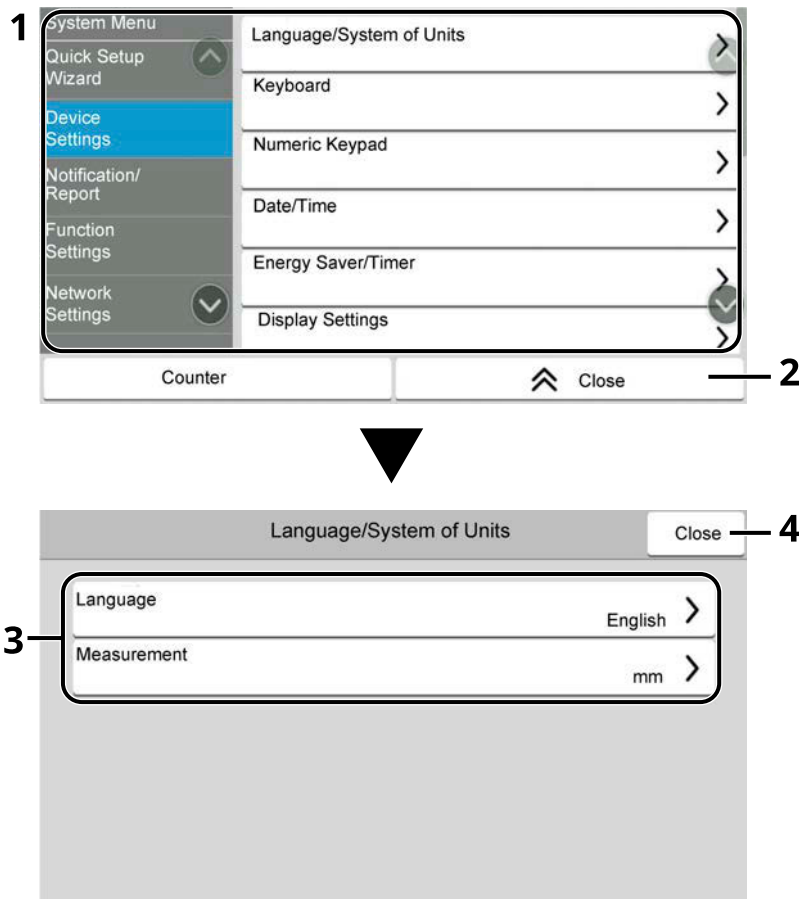 1
System Menu
Quick Setup
Wizard
Device
Settings
Notification/
Report
Function
Settings
Network
Settings
Language/System of Units
Keyboard
Numeric Keypad
Date/Time
Energy Saver/Timer
Display Settings
Counter
Close
2
Language/System of Units
Close
4
3
Language
English
Measurement
mm